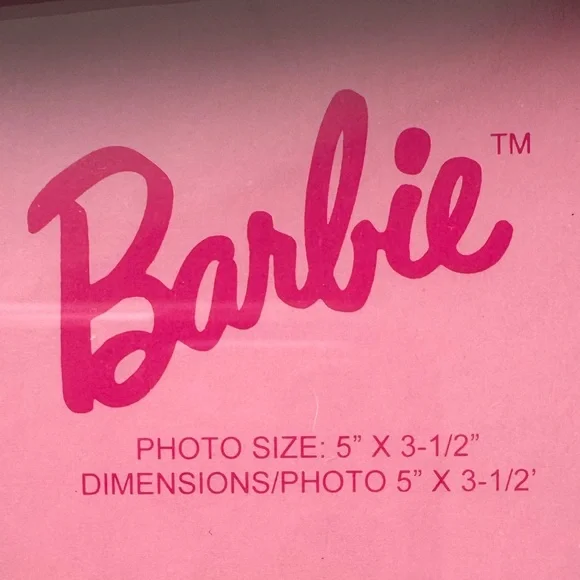 Barbie™
PHOTO SIZE: 5” X 3-1/2”
DIMENSIONS/PHOTO 5” X 3-1/2’